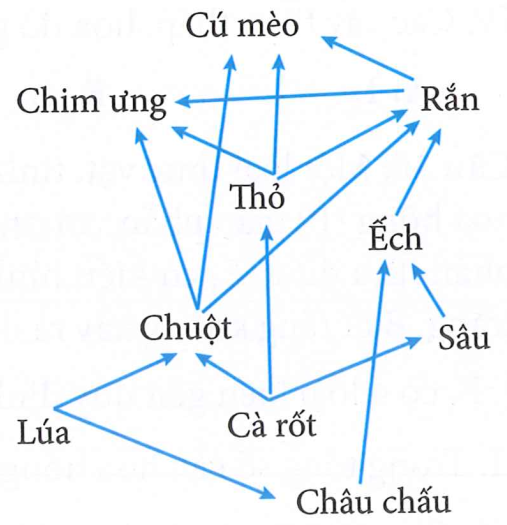 Cú mèo
Chim ưng
Rắn
Thỏ
Ếch
Chuột
Sâu
Lúa
Cà rốt
Châu chấu